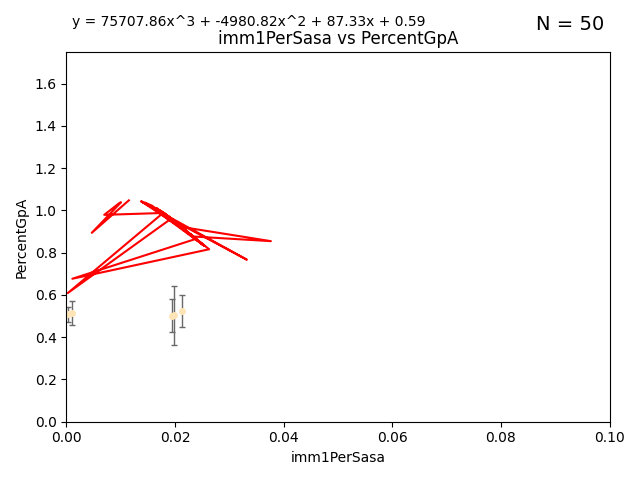 y = 75707.86x^3 + -4980.82x^2 + 87.33x + 0.59
N = 50
imm1PerSasa vs PercentGpA
PercentGpA
1.6
1.4
1.2
1.0
0.8
0.6
0.4
0.2
0.0
0.00 0.02 0.04 0.06 0.08 0.10
imm1PerSasa